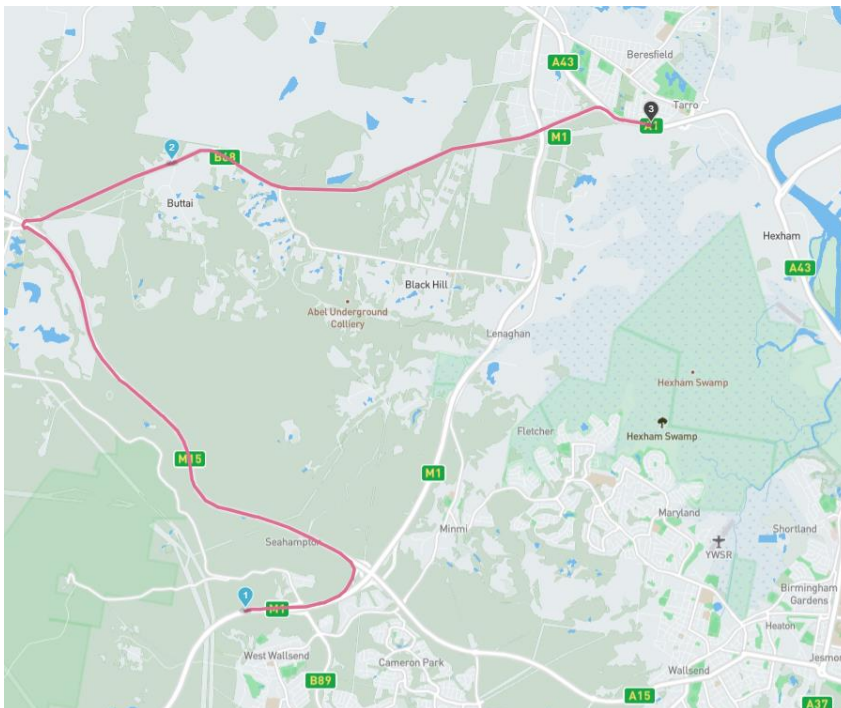 Beresfield
A43
3
Tarro
A1
M1
2
B68
Buttai
Hexham
A43
Black Hill
Abel Underground
Colliery
Lenaghan
Hexham Swamp
Fletcher
Hexham Swamp
M15
M1
Maryland
Minmi
Shortland
Seahampton
YWSR
Birmingham
Gardens
1
M1
Heaton
West Wallsend
Cameron Park
Wallsend
Jesmon
B89
A15
A37